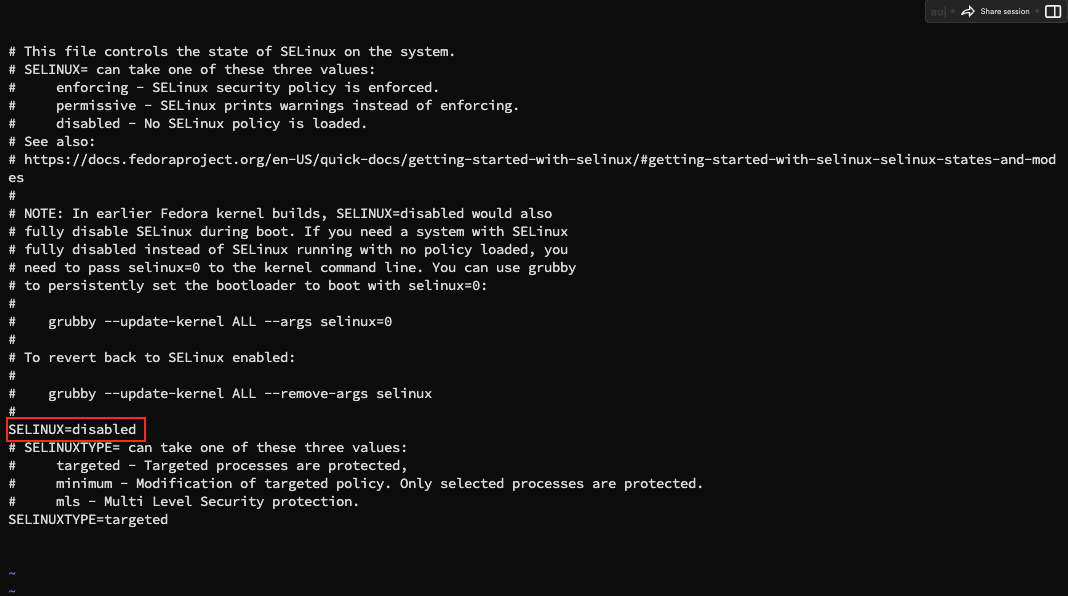 au|
Share session
# This file controls the state of SELinux on the system.
# SELINUX= can take one of these three values:
#     enforcing - SELinux security policy is enforced.
#     permissive - SELinux prints warnings instead of enforcing.
#     disabled - No SELinux policy is loaded.
# See also:
# https://docs.fedoraproject.org/en-US/quick-docs/getting-started-with-selinux/#getting-started-with-selinux-selinux-states-and-mod
es
#
# NOTE: In earlier Fedora kernel builds, SELINUX=disabled would also
# fully disable SELinux during boot. If you need a system with SELinux
# fully disabled instead of SELinux running with no policy loaded, you
# need to pass selinux=0 to the kernel command line. You can use grubby
# to persistently set the bootloader to boot with selinux=0:
#
#    grubby --update-kernel ALL --args selinux=0
#
# To revert back to SELinux enabled:
#
#    grubby --update-kernel ALL --remove-args selinux
#
SELINUX=disabled
# SELINUXTYPE= can take one of these three values:
#     targeted - Targeted processes are protected,
#     minimum - Modification of targeted policy. Only selected processes are protected.
#     mls - Multi Level Security protection.
SELINUXTYPE=targeted
~
~